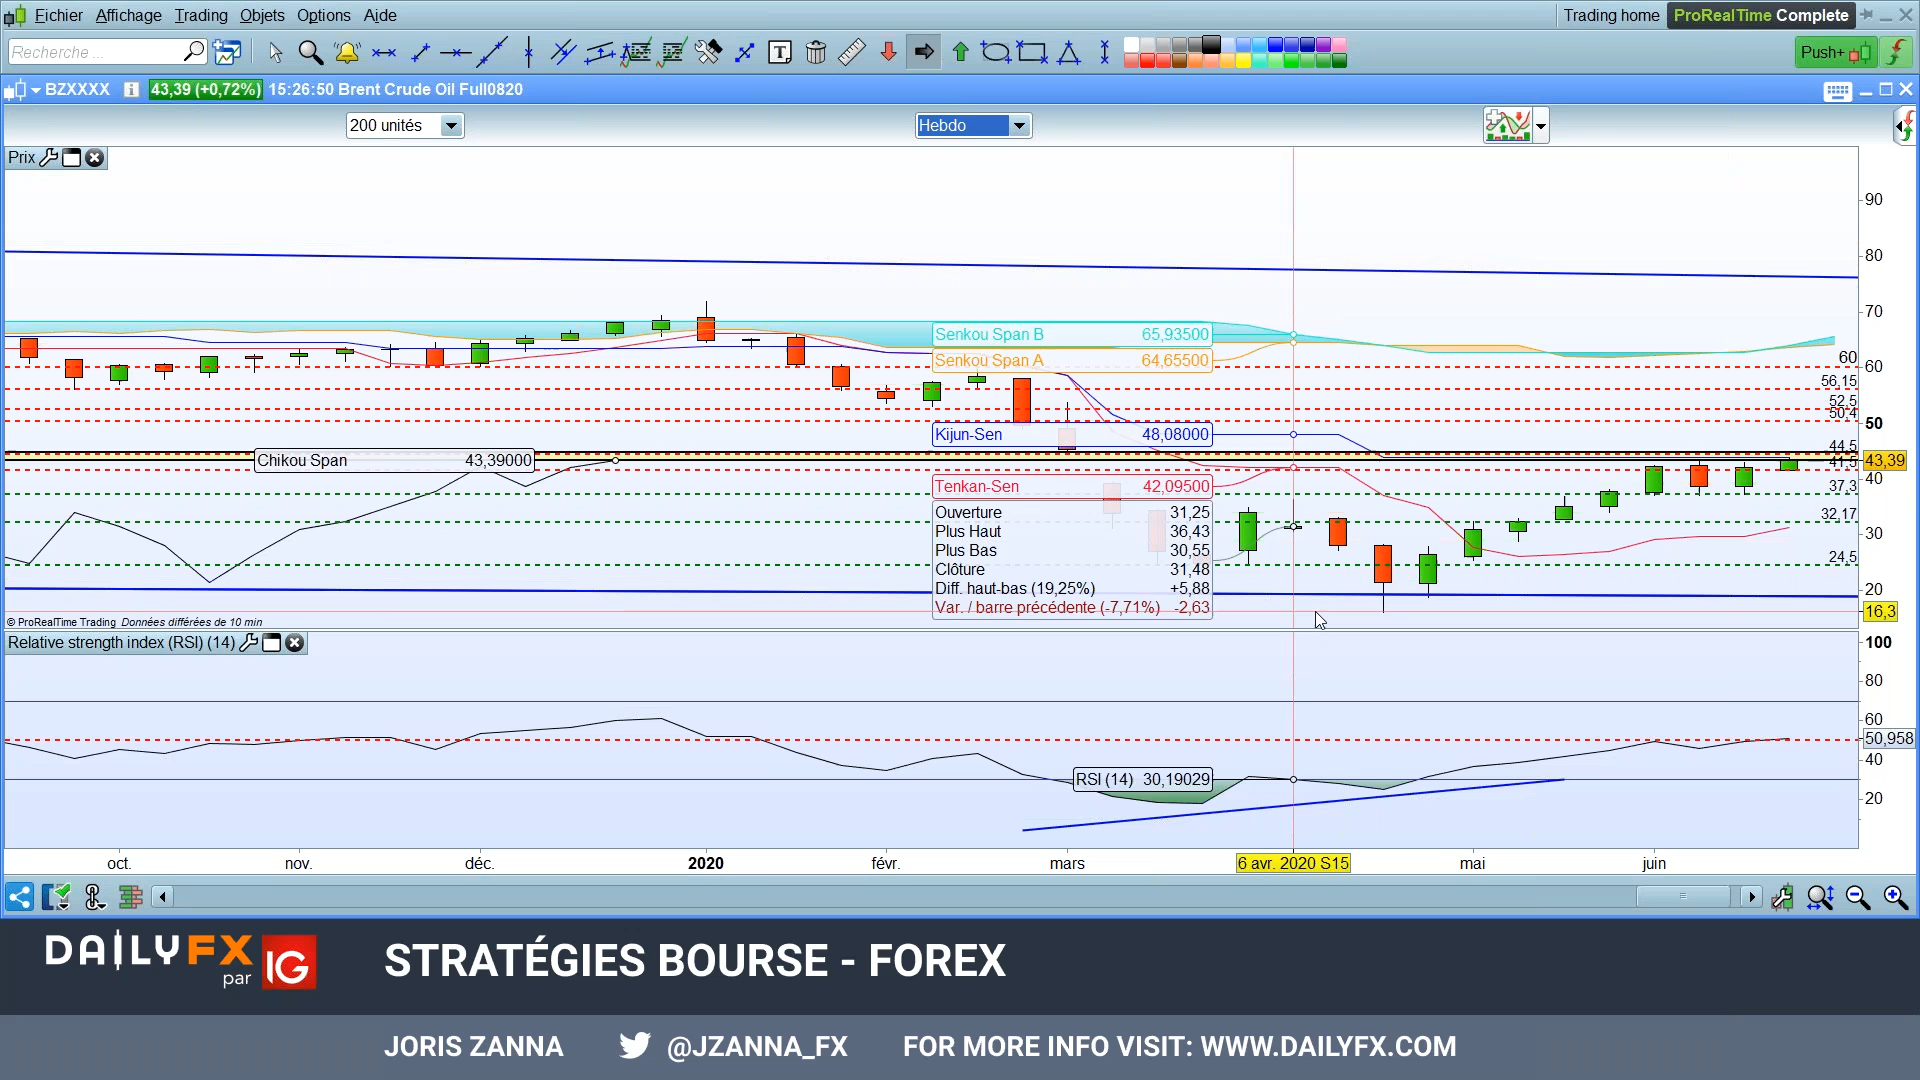 Fichier Affichage Trading Objets Options Aide
Trading home ProRealTime Complete
Recherche...
T
Push+
BZXXXX i 43,39 (+0,72%) 15:26:50 Brent Crude Oil Full0820
200 unités
Hebdo
Prix
90
80
70
Senkou Span B 65,93500
Senkou Span A 64,65500
60
60
56,15
52,5
50,4
50
Kijun-Sen 48,08000
44,5
Chikou Span 43,39000
43,39
41,5
40
Tenkan-Sen 42,09500
37,3
Ouverture 31,25
32,17
Plus Haut 36,43
30
Plus Bas 30,55
24,5
Clôture 31,48
Diff. haut-bas (19,25%) +5,88
20
Var. / barre précédente (-7,71%) -2,63
16,3
© ProRealTime Trading Données différées de 10 min
Relative strength index (RSI) (14)
100
80
60
50,958
40
RSI (14) 30,19029
20
oct. nov. déc. 2020 févr. mars 6 avr. 2020 S15 mai juin
DAILYFX
par IG
STRATÉGIES BOURSE - FOREX
JORIS ZANNA @JZANNA_FX FOR MORE INFO VISIT: WWW.DAILYFX.COM